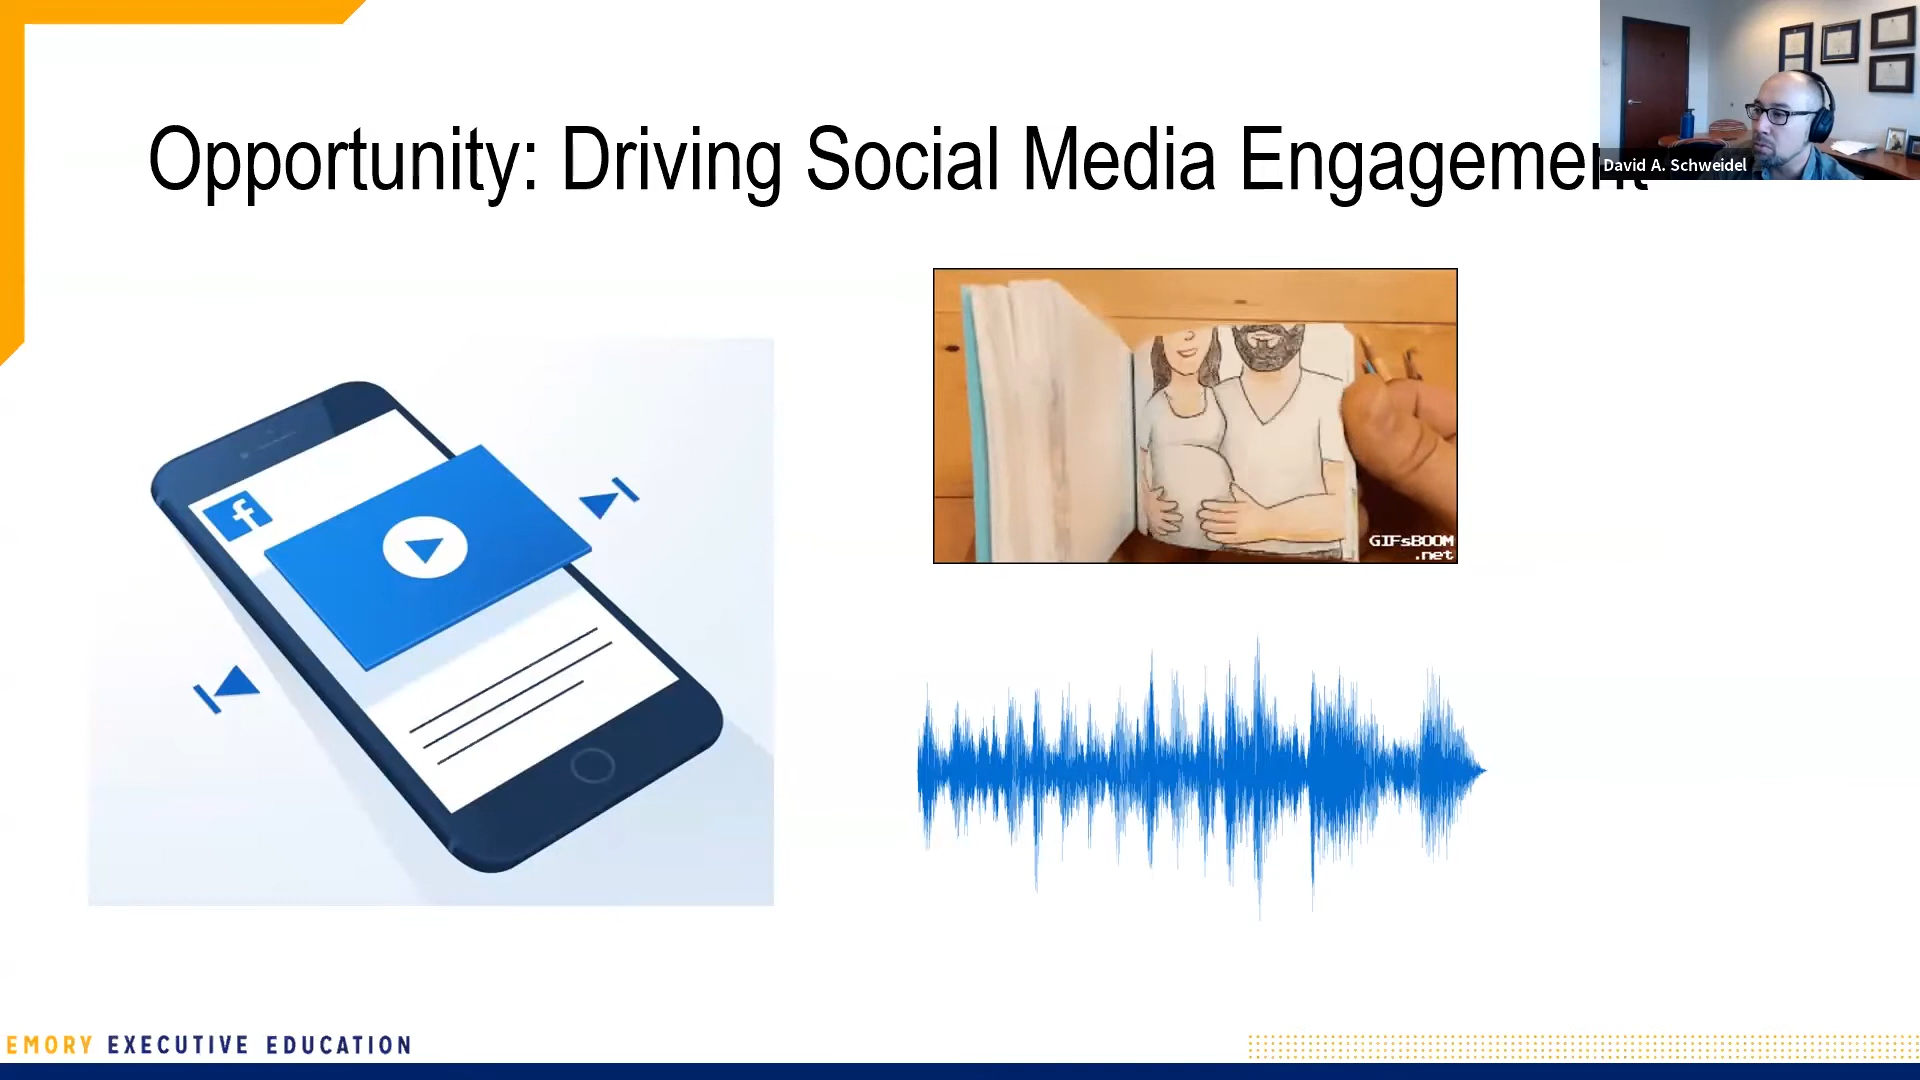 Opportunity: Driving Social Media Engagement
David A. Schweidel
f
GIFsBOOM
.net
EMORY EXECUTIVE EDUCATION